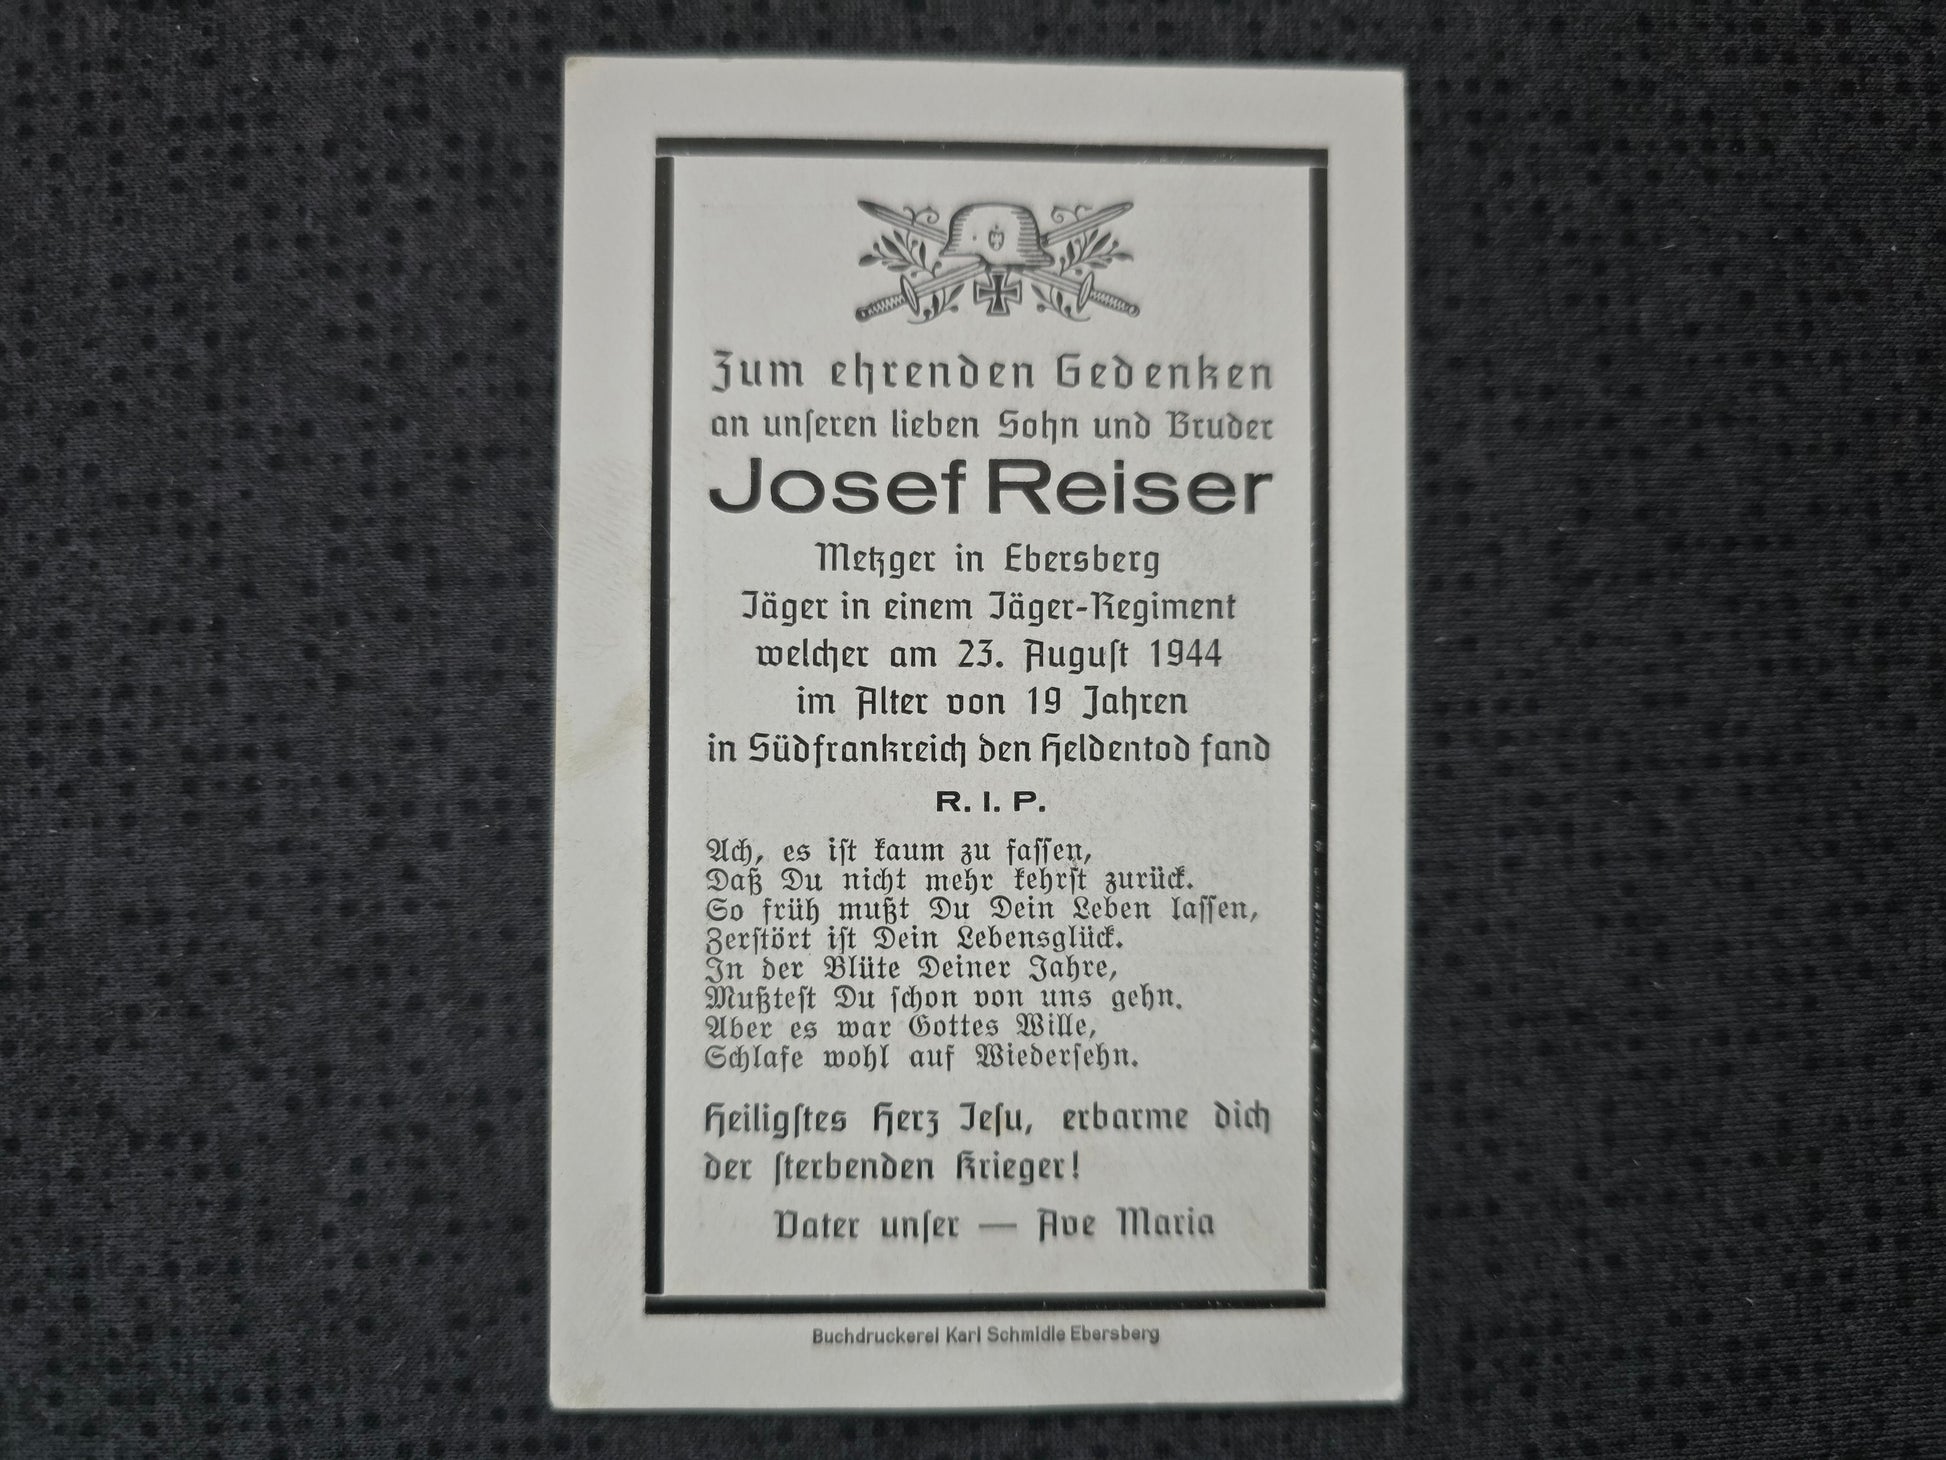 Zum ehrenden Gedenken
an unſeren lieben Sohn und Bruder
Josef Reiser
Metzger in Ebersberg
Jäger in einem Jäger-Regiment
welcher am 23. Auguſt 1944
im Alter von 19 Jahren
in Südfrankreich den Heldentod fand
R. I. P.
Ach, es iſt kaum zu faſſen,
Daß Du nicht mehr kehrſt zurück.
So früh mußt Du Dein Leben laſſen,
Zerſtört iſt Dein Lebensglück.
In der Blüte Deiner Jahre,
Mußteſt Du ſchon von uns gehn.
Aber es war Gottes Wille,
Schlafe wohl auf Wiederſehn.
Heiligſtes Herz Jeſu, erbarme dich
der ſterbenden Krieger!
Vater unſer — Ave Maria
Buchdruckerei Karl Schmidle Ebersberg